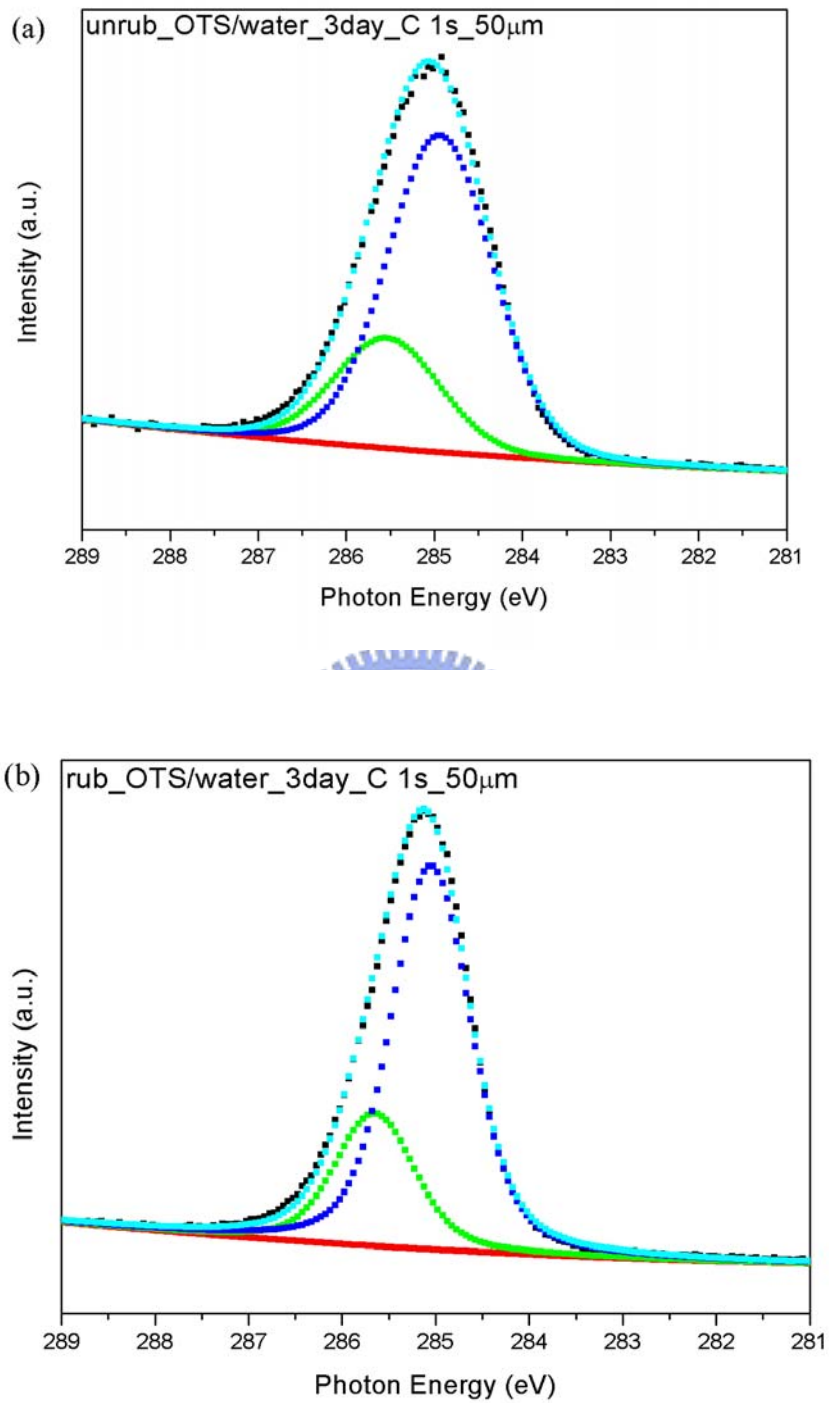 (a)
unrub_OTS/water_3day_C 1s_50μm
Intensity (a.u.)
289 288 287 286 285 284 283 282 281
Photon Energy (eV)
(b)
rub_OTS/water_3day_C 1s_50μm
Intensity (a.u.)
289 288 287 286 285 284 283 282 281
Photon Energy (eV)